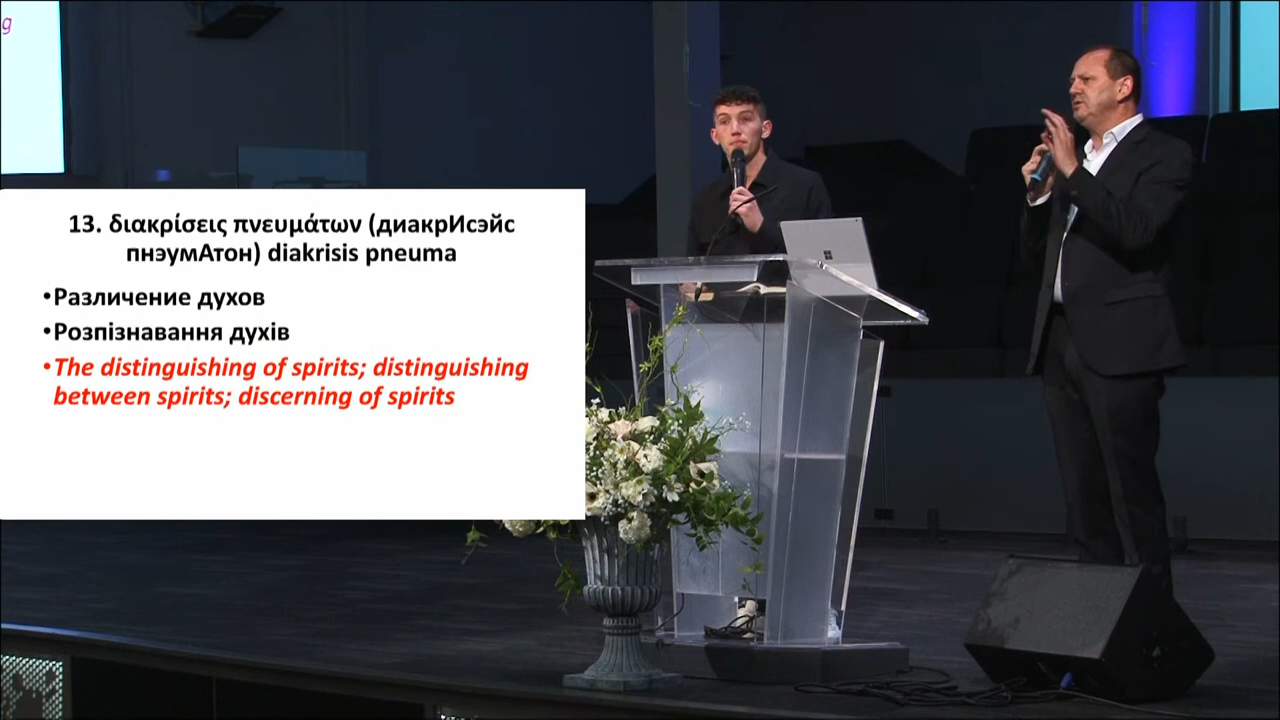 g
13. διακρίσεις πνευμάτων (диакрИсэйс
пнэумАтон) diakrisis pneuma
•Различение духов
•Розпізнавання духів
•The distinguishing of spirits; distinguishing
between spirits; discerning of spirits